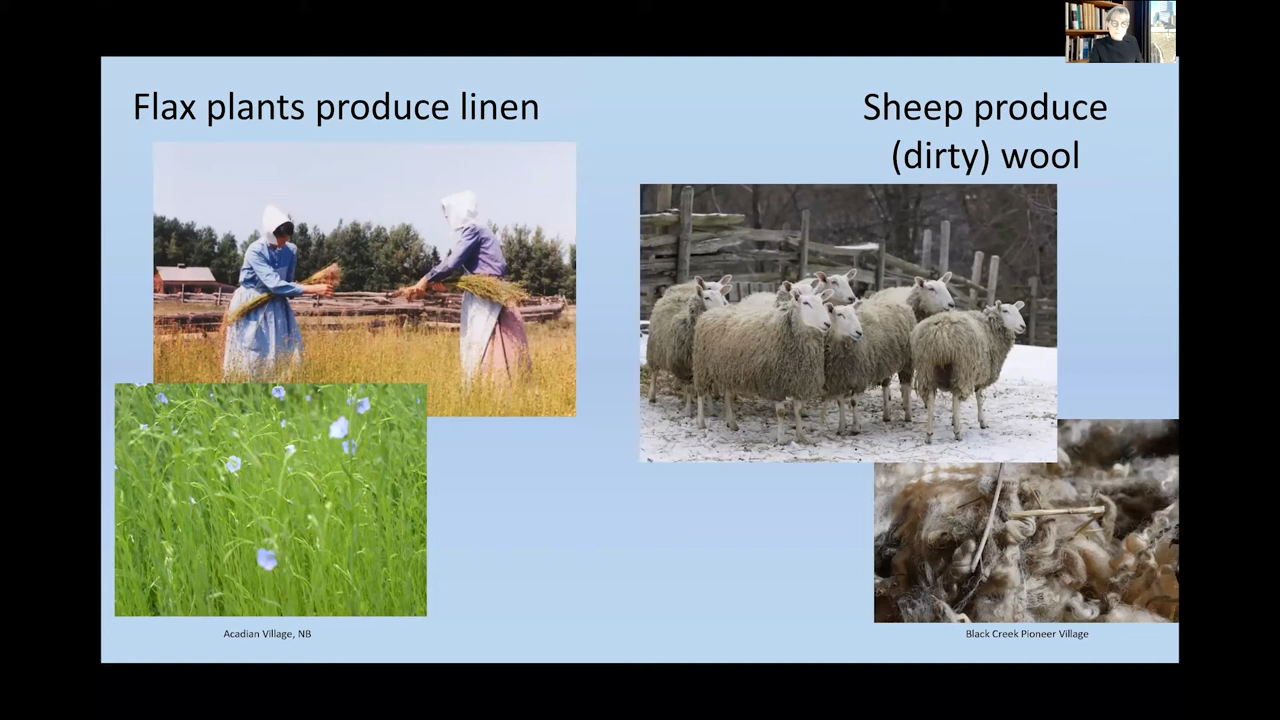 Flax plants produce linen
Sheep produce
(dirty) wool
Acadian Village, NB
Black Creek Pioneer Village